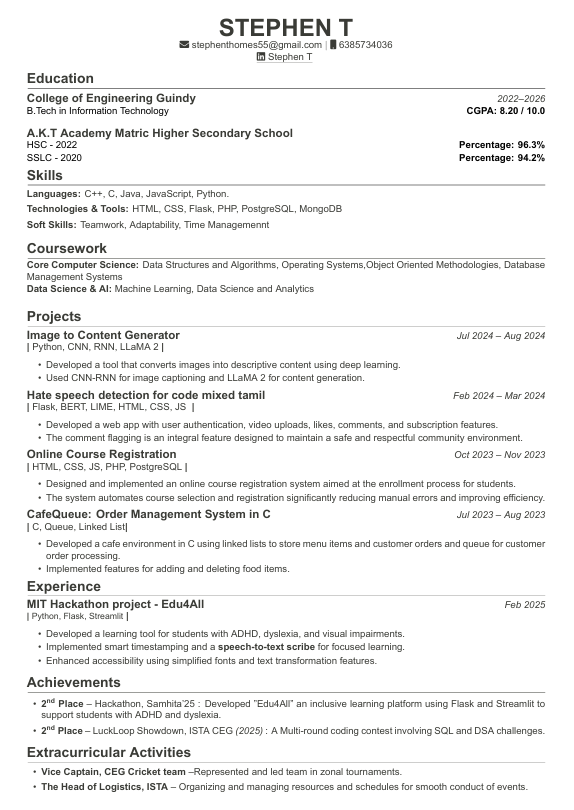 STEPHEN T
stephenthomes55@gmail.com | 6385734036
Stephen T
Education
College of Engineering Guindy 2022–2026
B.Tech in Information Technology CGPA: 8.20 / 10.0
A.K.T Academy Matric Higher Secondary School
HSC - 2022 Percentage: 96.3%
SSLC - 2020 Percentage: 94.2%
Skills
Languages: C++, C, Java, JavaScript, Python.
Technologies & Tools: HTML, CSS, Flask, PHP, PostgreSQL, MongoDB
Soft Skills: Teamwork, Adaptability, Time Managemennt
Coursework
Core Computer Science: Data Structures and Algorithms, Operating Systems,Object Oriented Methodologies, Database
Management Systems
Data Science & AI: Machine Learning, Data Science and Analytics
Projects
Image to Content Generator Jul 2024 – Aug 2024
| Python, CNN, RNN, LLaMA 2 |
• Developed a tool that converts images into descriptive content using deep learning.
• Used CNN-RNN for image captioning and LLaMA 2 for content generation.
Hate speech detection for code mixed tamil Feb 2024 – Mar 2024
| Flask, BERT, LIME, HTML, CSS, JS |
• Developed a web app with user authentication, video uploads, likes, comments, and subscription features.
• The comment flagging is an integral feature designed to maintain a safe and respectful community environment.
Online Course Registration Oct 2023 – Nov 2023
| HTML, CSS, JS, PHP, PostgreSQL |
• Designed and implemented an online course registration system aimed at the enrollment process for students.
• The system automates course selection and registration significantly reducing manual errors and improving efficiency.
CafeQueue: Order Management System in C Jul 2023 – Aug 2023
| C, Queue, Linked List|
• Developed a cafe environment in C using linked lists to store menu items and customer orders and queue for customer
order processing.
• Implemented features for adding and deleting food items.
Experience
MIT Hackathon project - Edu4All Feb 2025
| Python, Flask, Streamlit |
• Developed a learning tool for students with ADHD, dyslexia, and visual impairments.
• Implemented smart timestamping and a speech-to-text scribe for focused learning.
• Enhanced accessibility using simplified fonts and text transformation features.
Achievements
• 2nd Place – Hackathon, Samhita'25 : Developed "Edu4All" an inclusive learning platform using Flask and Streamlit to
support students with ADHD and dyslexia.
• 2nd Place – LuckLoop Showdown, ISTA CEG (2025) : A Multi-round coding contest involving SQL and DSA challenges.
Extracurricular Activities
• Vice Captain, CEG Cricket team –Represented and led team in zonal tournaments.
• The Head of Logistics, ISTA – Organizing and managing resources and schedules for smooth conduct of events.